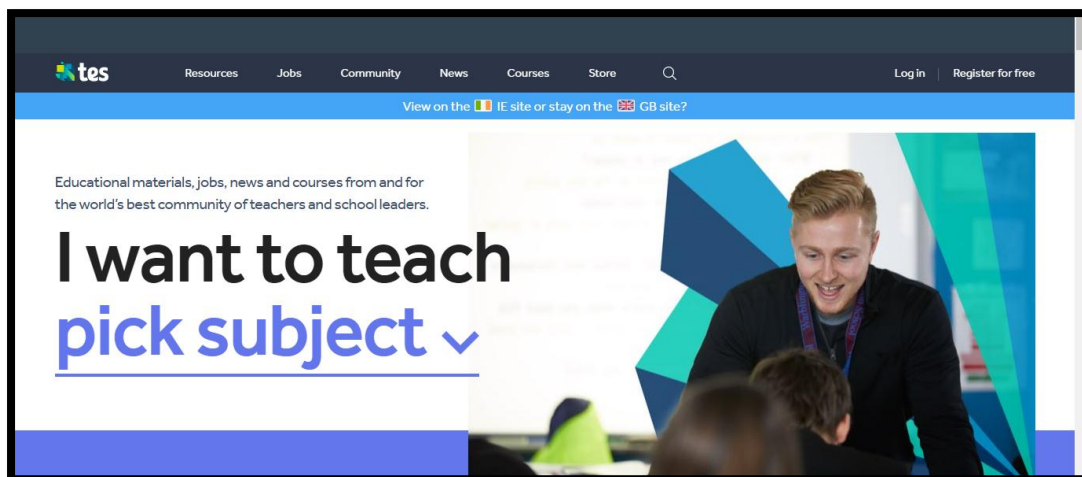 tes Resources Jobs Community News Courses Store Log in Register for free
View on the IE site or stay on the GB site?
Educational materials, jobs, news and courses from and for
the world's best community of teachers and school leaders.
I want to teach
pick subject